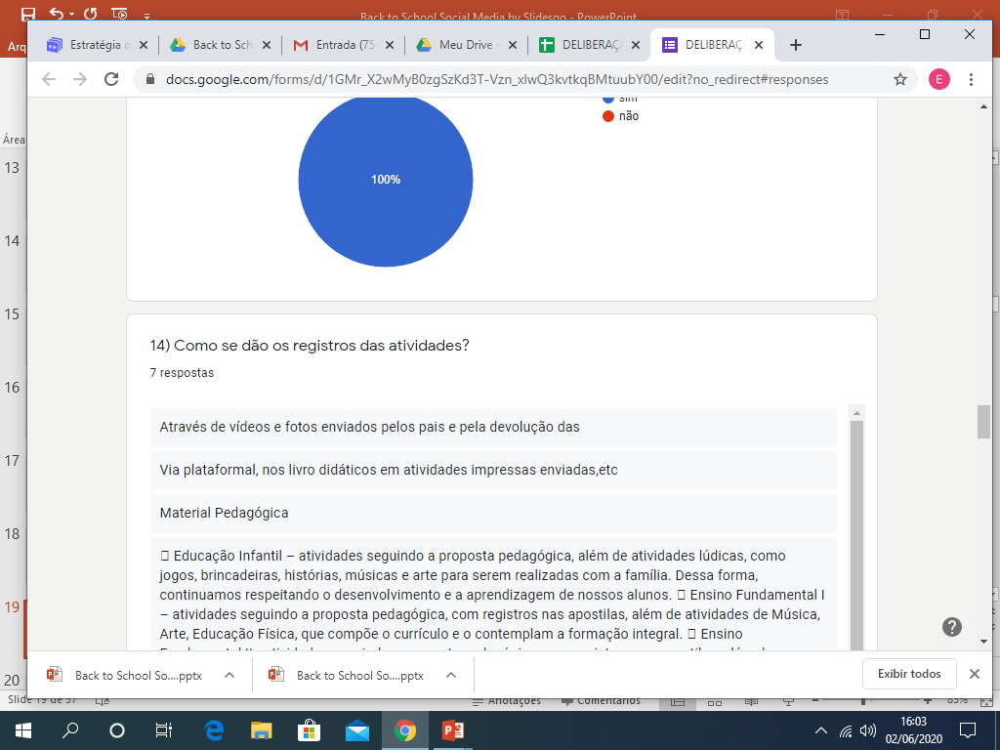 Back to School Social Media by Slidesgo - PowerPoint
Arq
Estratégia d
Back to Sch
Entrada (75
Meu Drive -
DELIBERAÇ
DELIBERAÇ
docs.google.com/forms/d/1GMr_X2wMyB0zgSzKd3T-Vzn_xlwQ3kvtkqBMtuubY00/edit?no_redirect#responses
E
Área
13
14
15
16
17
18
19
20
sim
não
100%
14) Como se dão os registros das atividades?
7 respostas
Através de vídeos e fotos enviados pelos pais e pela devolução das
Via plataformal, nos livro didáticos em atividades impressas enviadas,etc
Material Pedagógica
Educação Infantil – atividades seguindo a proposta pedagógica, além de atividades lúdicas, como
jogos, brincadeiras, histórias, músicas e arte para serem realizadas com a família. Dessa forma,
continuamos respeitando o desenvolvimento e a aprendizagem de nossos alunos. Ensino Fundamental I
– atividades seguindo a proposta pedagógica, com registros nas apostilas, além de atividades de Música,
Arte, Educação Física, que compõe o currículo e o contemplam a formação integral. Ensino
Back to School So....pptx
Back to School So....pptx
Exibir todos
Slide 19 de 37
Anotações
Comentários
83%
16:03
02/06/2020